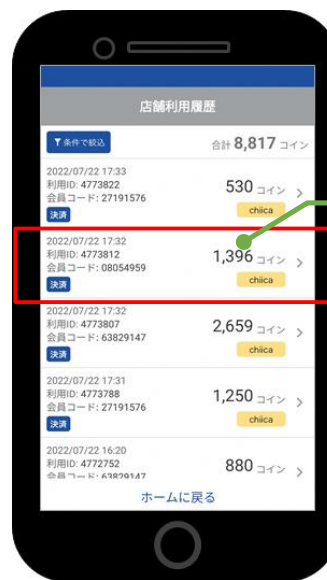 店舗利用履歴
条件で絞込
合計 8,817 コイン
2022/07/22 17:33
利用ID: 4773822
会員コード: 27191576
決済
530 コイン
chiica
2022/07/22 17:32
利用ID: 4773812
会員コード: 08054959
決済
1,396 コイン
chiica
2022/07/22 17:32
利用ID: 4773807
会員コード: 63829147
決済
2,659 コイン
chiica
2022/07/22 17:31
利用ID: 4773788
会員コード: 27191576
決済
1,250 コイン
chiica
2022/07/22 16:20
利用ID: 4772752
会員コード: 63829147
880 コイン
ホームに戻る